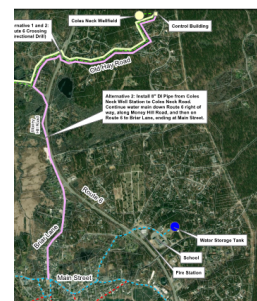 Coles Neck Wellfield
Control Building
rnative 1 and 2:
ute 6 Crossing
rectional Drill)
Old Hay Road
Alternative 2: Install 8" DI Pipe from Coles
Neck Well Station to Coles Neck Road.
Continue water main down Route 6 right of
way, along Money Hill Road, and then on
Route 6 to Briar Lane, ending at Main Street.
Route 6
Briar Lane
Water Storage Tank
School
Main Street
Fire Station